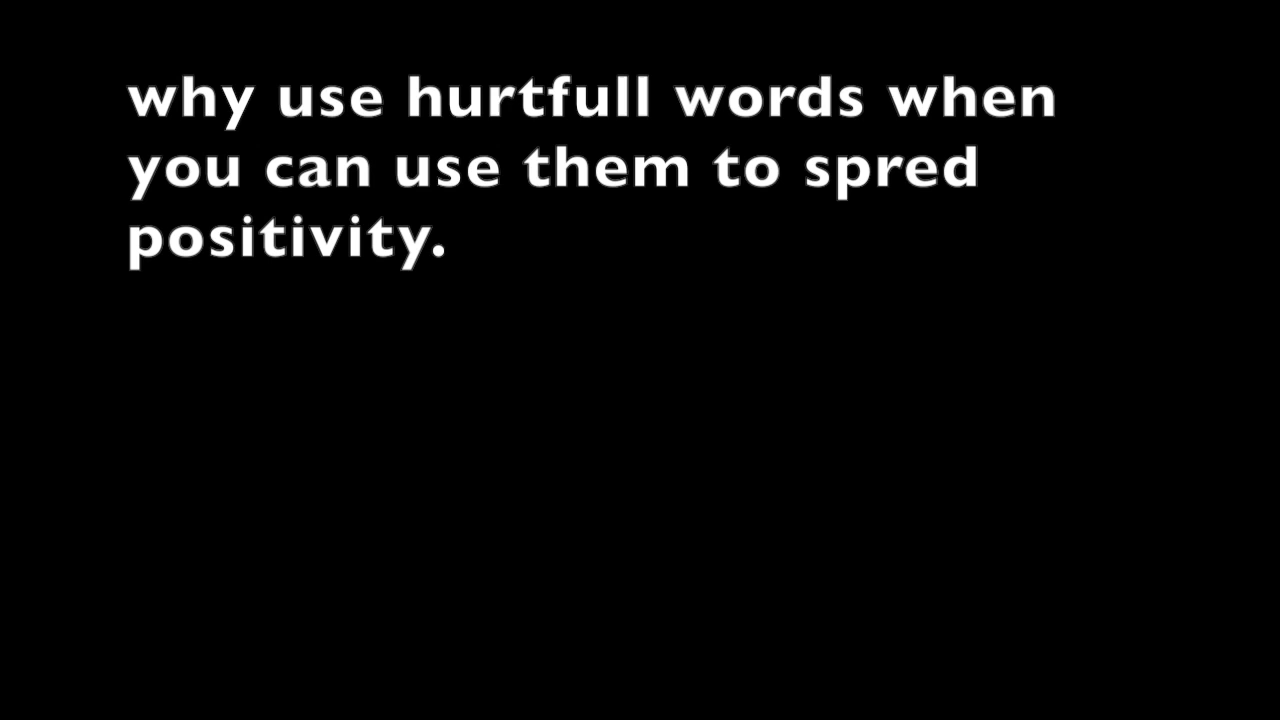 why use hurtfull words when
you can use them to spred
positivity.